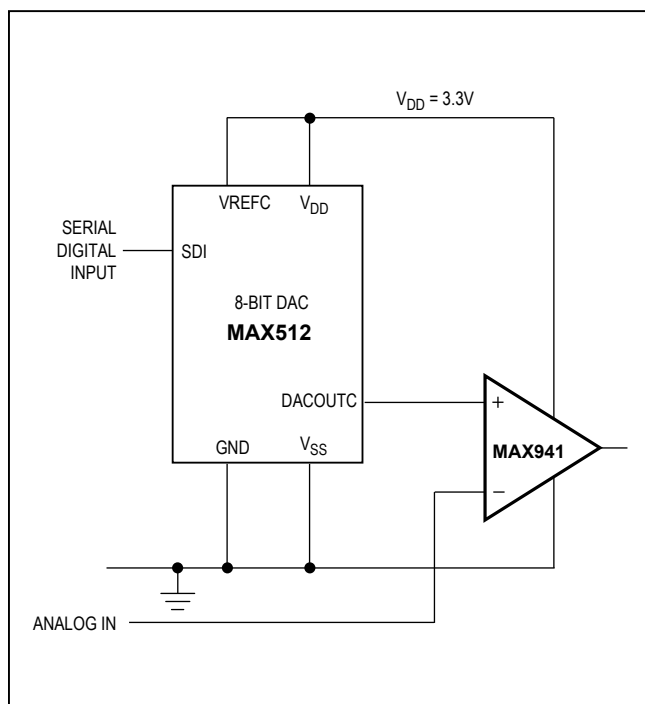 V_DD = 3.3V
VREFC V_DD
SERIAL
DIGITAL
INPUT
SDI
8-BIT DAC
MAX512
DACOUTC
+
MAX941
−
GND V_SS
ANALOG IN